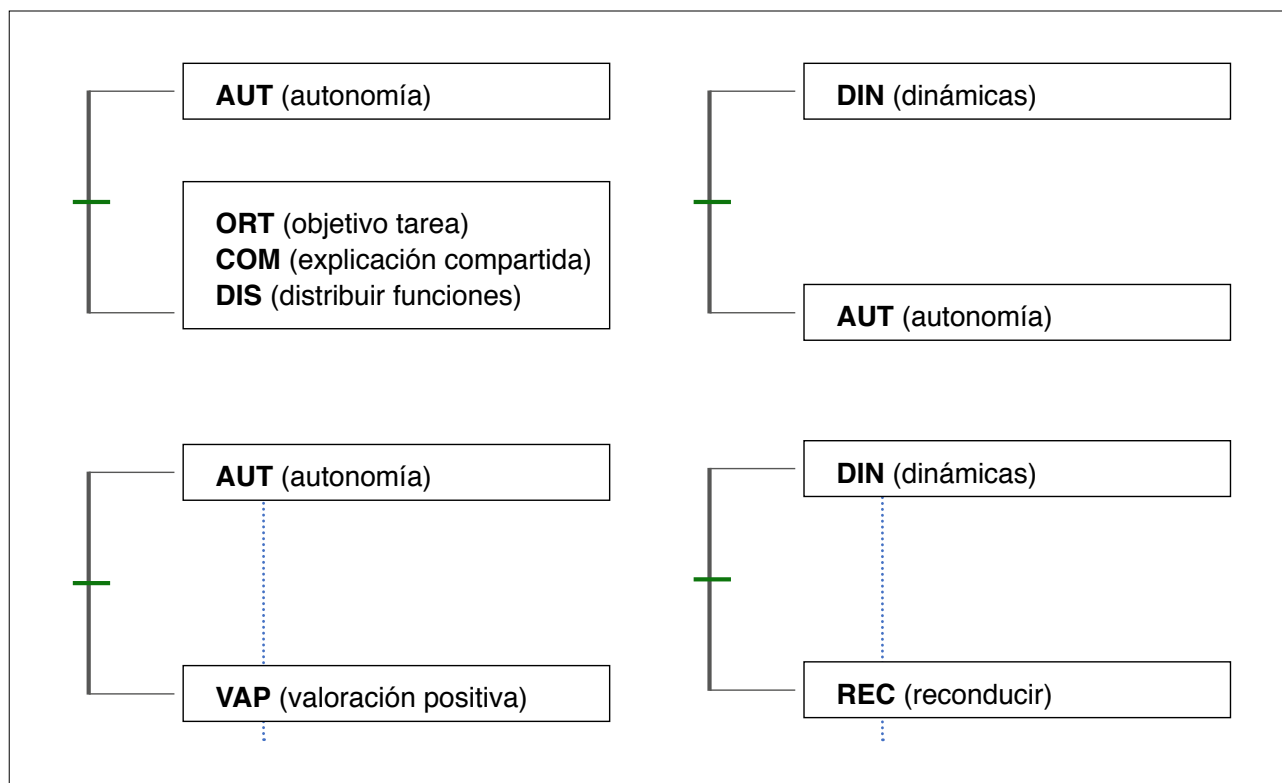 AUT (autonomía)
ORT (objetivo tarea)
COM (explicación compartida)
DIS (distribuir funciones)
DIN (dinámicas)
AUT (autonomía)
AUT (autonomía)
VAP (valoración positiva)
DIN (dinámicas)
REC (reconducir)